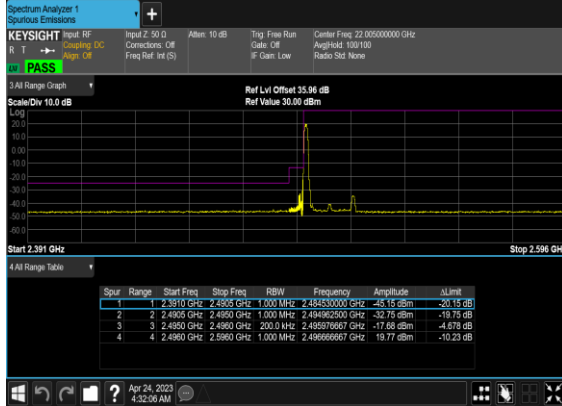 Spectrum Analyzer 1
Spurious Emissions
+
KEYSIGHT
R T
LXI
PASS
Input: RF
Coupling: DC
Align: Off
Input Z: 50 Ω
Corrections: Off
Freq Ref: Int (S)
Atten: 10 dB
Trig: Free Run
Gate: Off
IF Gain: Low
Center Freq: 22.005000000 GHz
Avg|Hold: 100/100
Radio Std: None
3 All Range Graph
Scale/Div 10.0 dB
Ref Lvl Offset 35.96 dB
Ref Value 30.00 dBm
Log
20.0
10.0
0.00
-10.0
-20.0
-30.0
-40.0
-50.0
-60.0
Start 2.391 GHz
Stop 2.596 GH
4 All Range Table
Spur Range Start Freq Stop Freq RBW Frequency Amplitude ΔLimit
1 1 2.3910 GHz 2.4905 GHz 1.000 MHz 2.484530000 GHz -45.15 dBm -20.15 dB
2 2 2.4905 GHz 2.4950 GHz 1.000 MHz 2.494962500 GHz -32.75 dBm -19.75 dB
3 3 2.4950 GHz 2.4960 GHz 200.0 kHz 2.495976667 GHz -17.68 dBm -4.678 dB
4 4 2.4960 GHz 2.5960 GHz 1.000 MHz 2.496666667 GHz 19.77 dBm -10.23 dB
?
Apr 24, 2023
4:32:06 AM